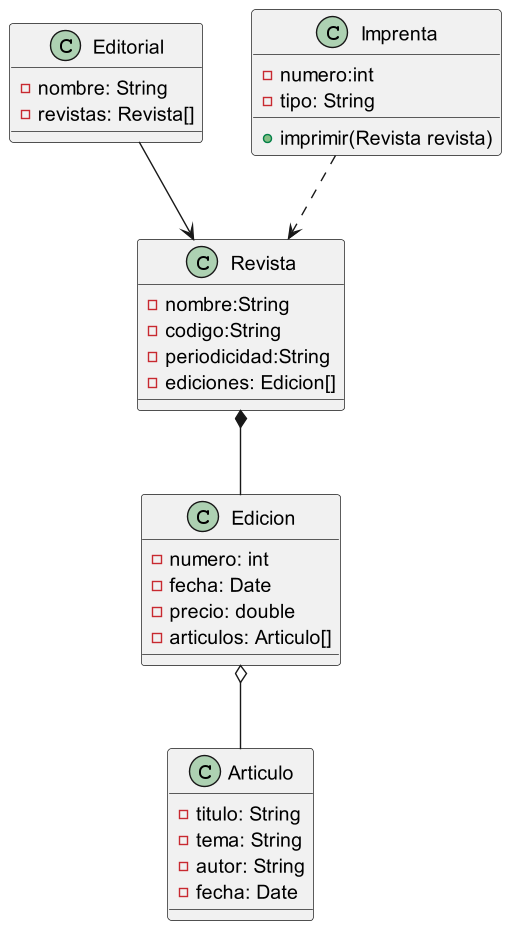 C Editorial
nombre: String
revistas: Revista[]
C Imprenta
numero:int
tipo: String
imprimir(Revista revista)
C Revista
nombre:String
codigo:String
periodicidad:String
ediciones: Edicion[]
C Edicion
numero: int
fecha: Date
precio: double
articulos: Articulo[]
C Articulo
titulo: String
tema: String
autor: String
fecha: Date